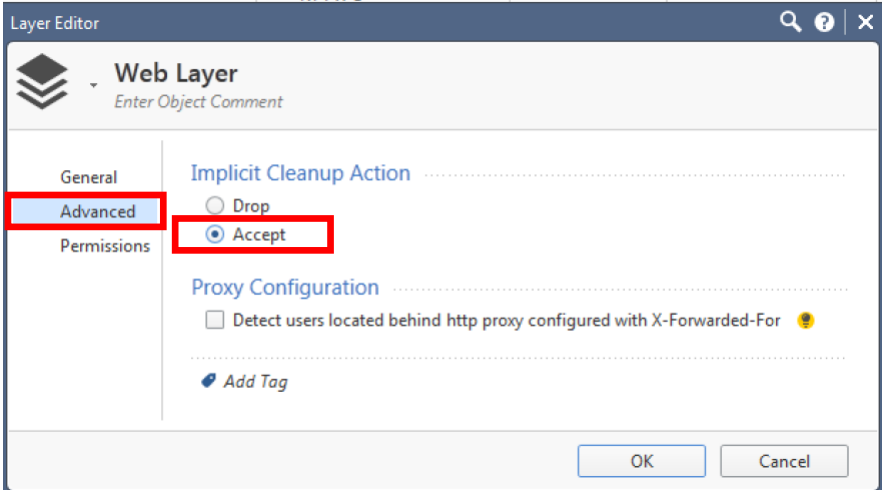 Layer Editor
Web Layer
Enter Object Comment
General
Advanced
Permissions
Implicit Cleanup Action
Drop
Accept
Proxy Configuration
Detect users located behind http proxy configured with X-Forwarded-For
Add Tag
OK
Cancel